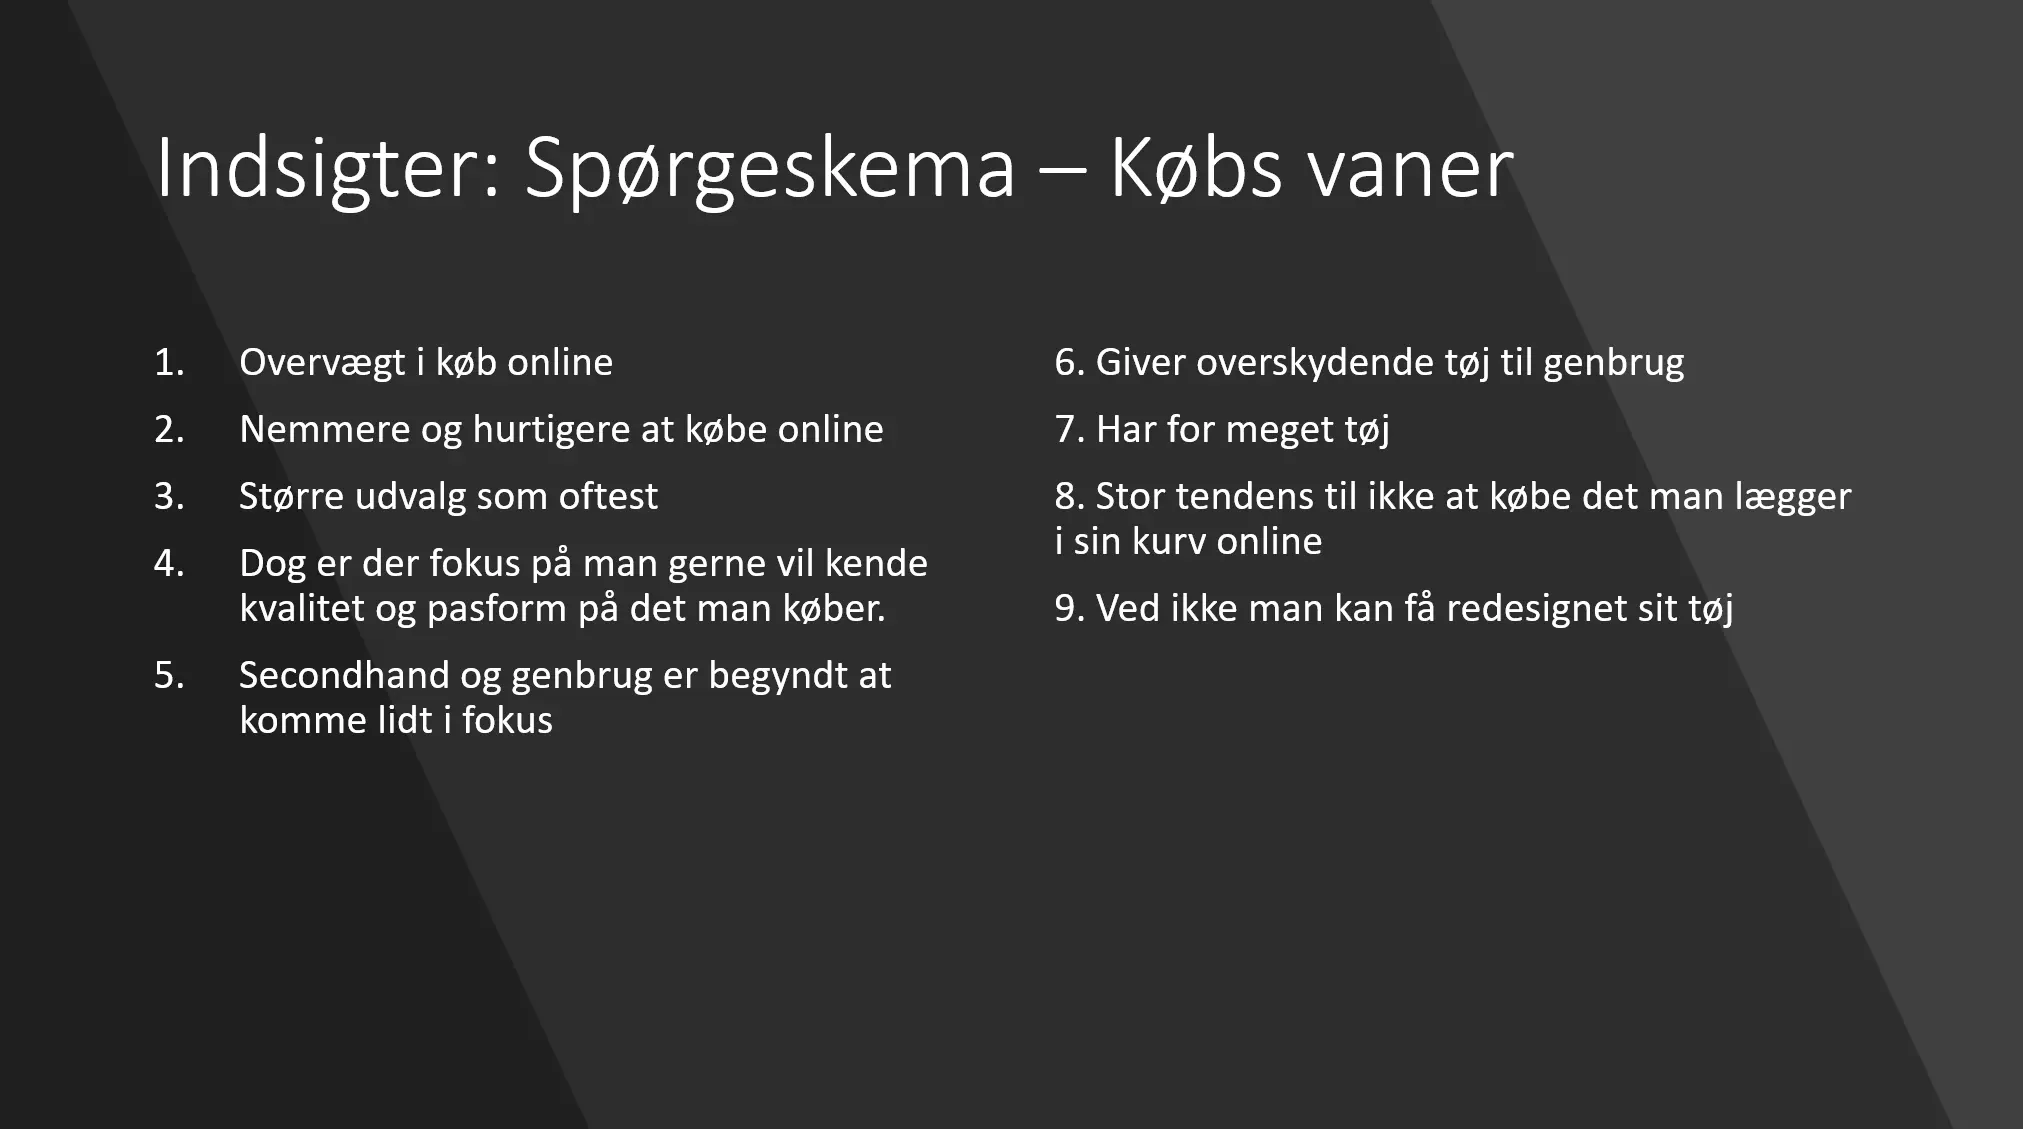 Indsigter: Spørgeskema – Købs vaner
1. Overvægt i køb online
2. Nemmere og hurtigere at købe online
3. Større udvalg som oftest
4. Dog er der fokus på man gerne vil kende
kvalitet og pasform på det man køber.
5. Secondhand og genbrug er begyndt at
komme lidt i fokus
6. Giver overskydende tøj til genbrug
7. Har for meget tøj
8. Stor tendens til ikke at købe det man lægger
i sin kurv online
9. Ved ikke man kan få redesignet sit tøj